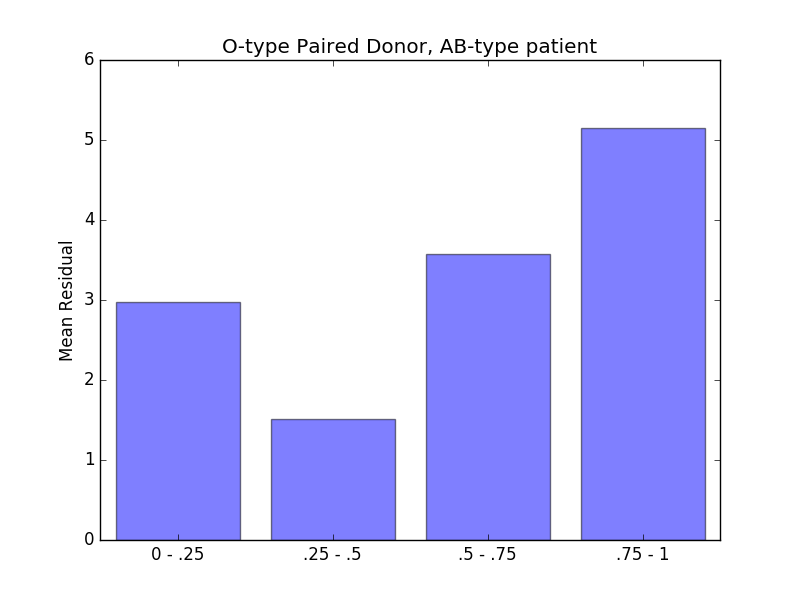 O-type Paired Donor, AB-type patient
6
5
4
3
2
1
0
Mean Residual
0 - .25
.25 - .5
.5 - .75
.75 - 1